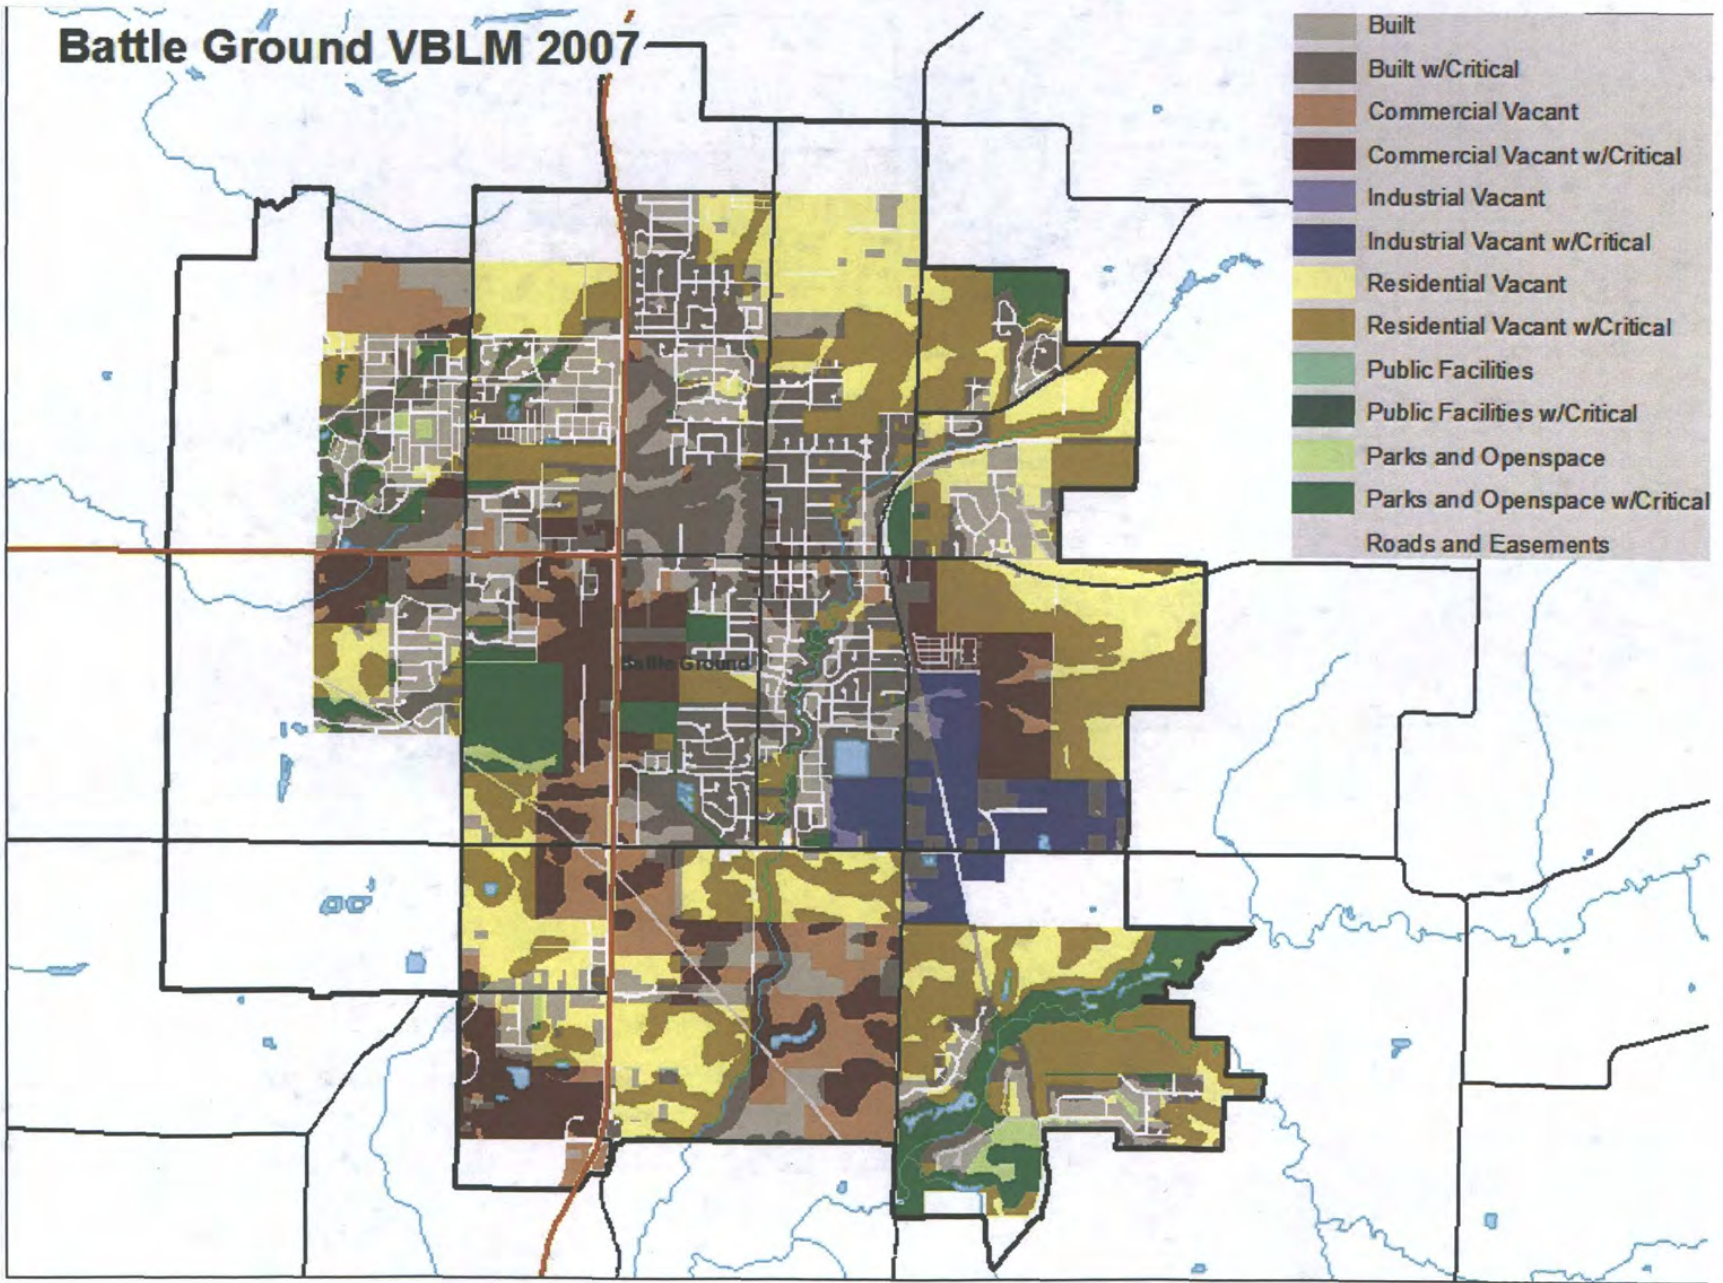 Battle Ground VBLM 2007
Built
Built w/Critical
Commercial Vacant
Commercial Vacant w/Critical
Industrial Vacant
Industrial Vacant w/Critical
Residential Vacant
Residential Vacant w/Critical
Public Facilities
Public Facilities w/Critical
Parks and Openspace
Parks and Openspace w/Critical
Roads and Easements
Battle Ground